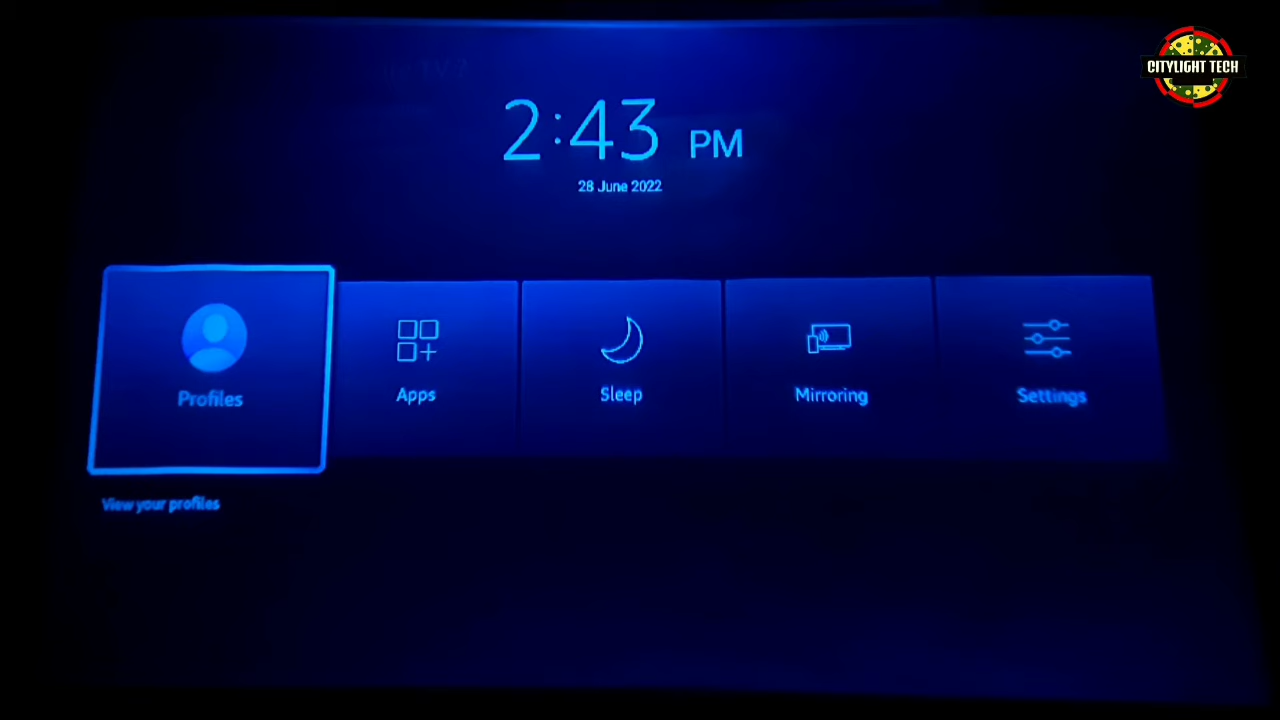 CITYLIGHT TECH
2:43 PM
28 June 2022
Profiles
Apps
Sleep
Mirroring
Settings
View your profiles